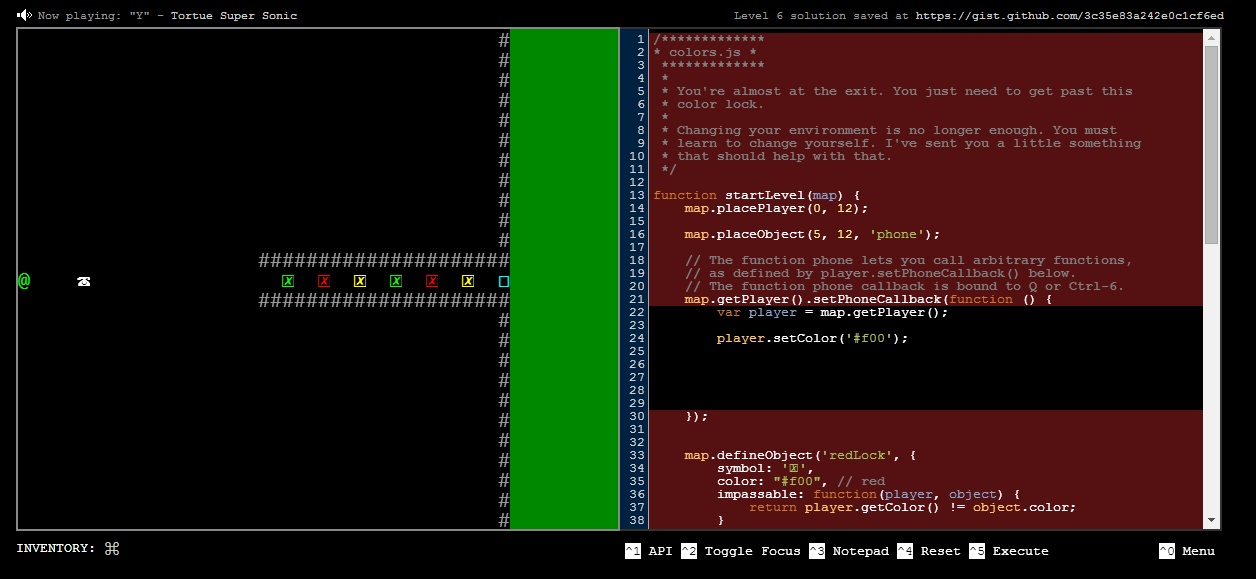 Now playing: "Y" - Tortue Super Sonic
Level 6 solution saved at https://gist.github.com/3c35e83a242e0c1cf6ed
1 /*************
2 * colors.js *
3 *************
4 *
5 * You're almost at the exit. You just need to get past this
6 * color lock.
7 *
8 * Changing your environment is no longer enough. You must
9 * learn to change yourself. I've sent you a little something
10 * that should help with that.
11 */
12
13 function startLevel(map) {
14 map.placePlayer(0, 12);
15
16 map.placeObject(5, 12, 'phone');
17
18 // The function phone lets you call arbitrary functions,
19 // as defined by player.setPhoneCallback() below.
20 // The function phone callback is bound to Q or Ctrl-6.
21 map.getPlayer().setPhoneCallback(function () {
22 var player = map.getPlayer();
23
24 player.setColor('#f00');
25
26
27
28
29
30 });
31
32
33 map.defineObject('redLock', {
34 symbol: '☒',
35 color: "#f00", // red
36 impassable: function(player, object) {
37 return player.getColor() != object.color;
38 }
#
#
#
#
#
#
#
#
#
#
#
#####################
@ ☎ ☒ ☒ ☒ ☒ ☒ ☒ □
#####################
#
#
#
#
#
#
#
#
#
#
#
INVENTORY: ⌘
^1 API ^2 Toggle Focus ^3 Notepad ^4 Reset ^5 Execute ^0 Menu